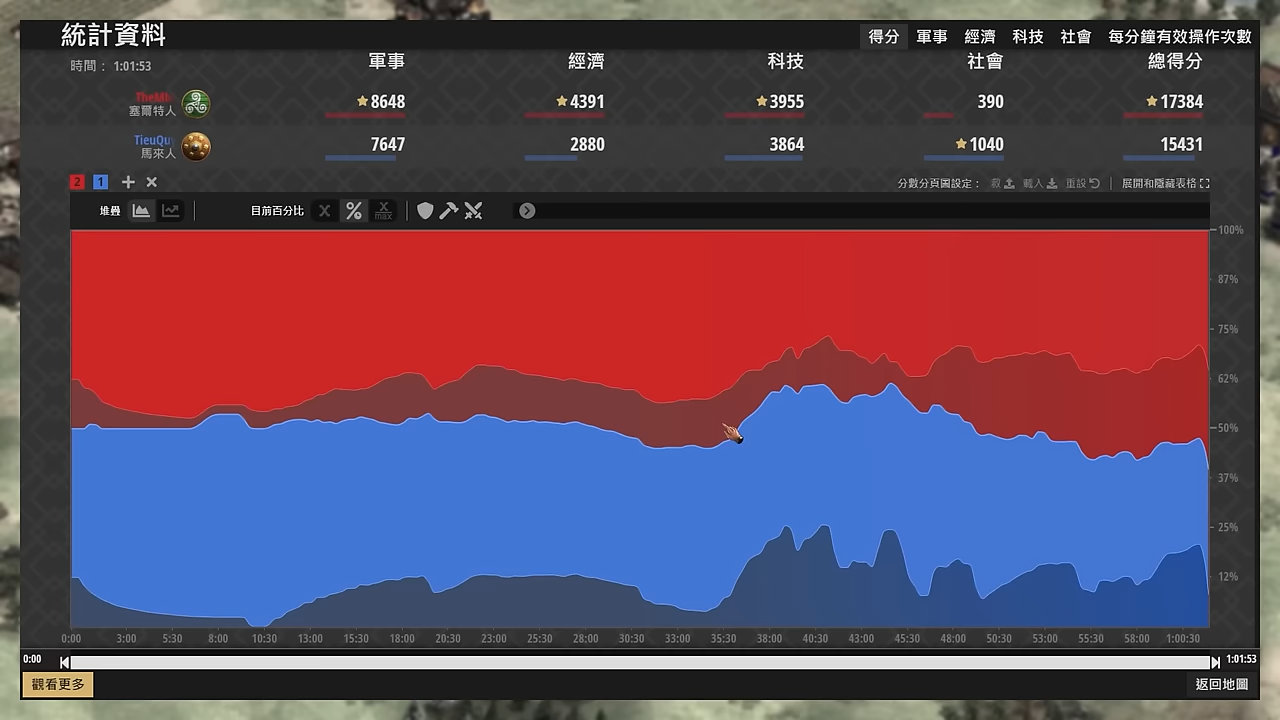 統計資料
得分 軍事 經濟 科技 社會 每分鐘有效操作次數
時間： 1:01:53
軍事 經濟 科技 社會 總得分
塞爾特人
8648 4391 3955 390 17384
馬來人
7647 2880 3864 1040 15431
2 1
分數分頁圖設定： 載入 重設 展開和隱藏表格
堆疊 目前百分比 X % X max
100%
87%
75%
62%
50%
37%
25%
12%
0:00 3:00 5:30 8:00 10:30 13:00 15:30 18:00 20:30 23:00 25:30 28:00 30:30 33:00 35:30 38:00 40:30 43:00 45:30 48:00 50:30 53:00 55:30 58:00 1:00:30
0:00 1:01:53
觀看更多 返回地圖